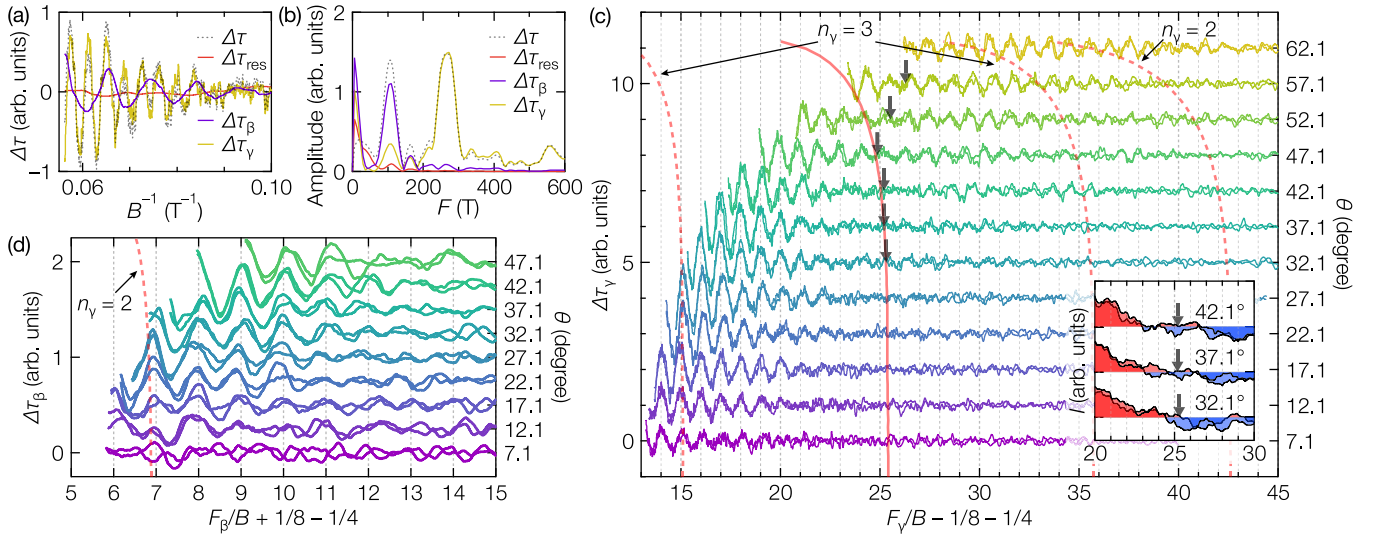 (a)
1
0
−1
Δτ (arb. units)
0.06
0.10
B⁻¹ (T⁻¹)
Δτ
Δτres
Δτβ
Δτγ
(b)
2
1
0
Amplitude (arb. units)
0
200
400
600
F (T)
Δτ
Δτres
Δτβ
Δτγ
(c)
nγ = 3
nγ = 2
10
5
0
Δτγ (arb. units)
62.1
57.1
52.1
47.1
42.1
37.1
32.1
27.1
22.1
17.1
12.1
7.1
θ (degree)
15
20
25
30
35
40
45
Fγ/B − 1/8 − 1/4
I (arb. units)
42.1°
37.1°
32.1°
20
25
30
(d)
nγ = 2
2
1
0
Δτβ (arb. units)
47.1
42.1
37.1
32.1
27.1
22.1
17.1
12.1
7.1
θ (degree)
5
6
7
8
9
10
11
12
13
14
15
Fβ/B + 1/8 − 1/4